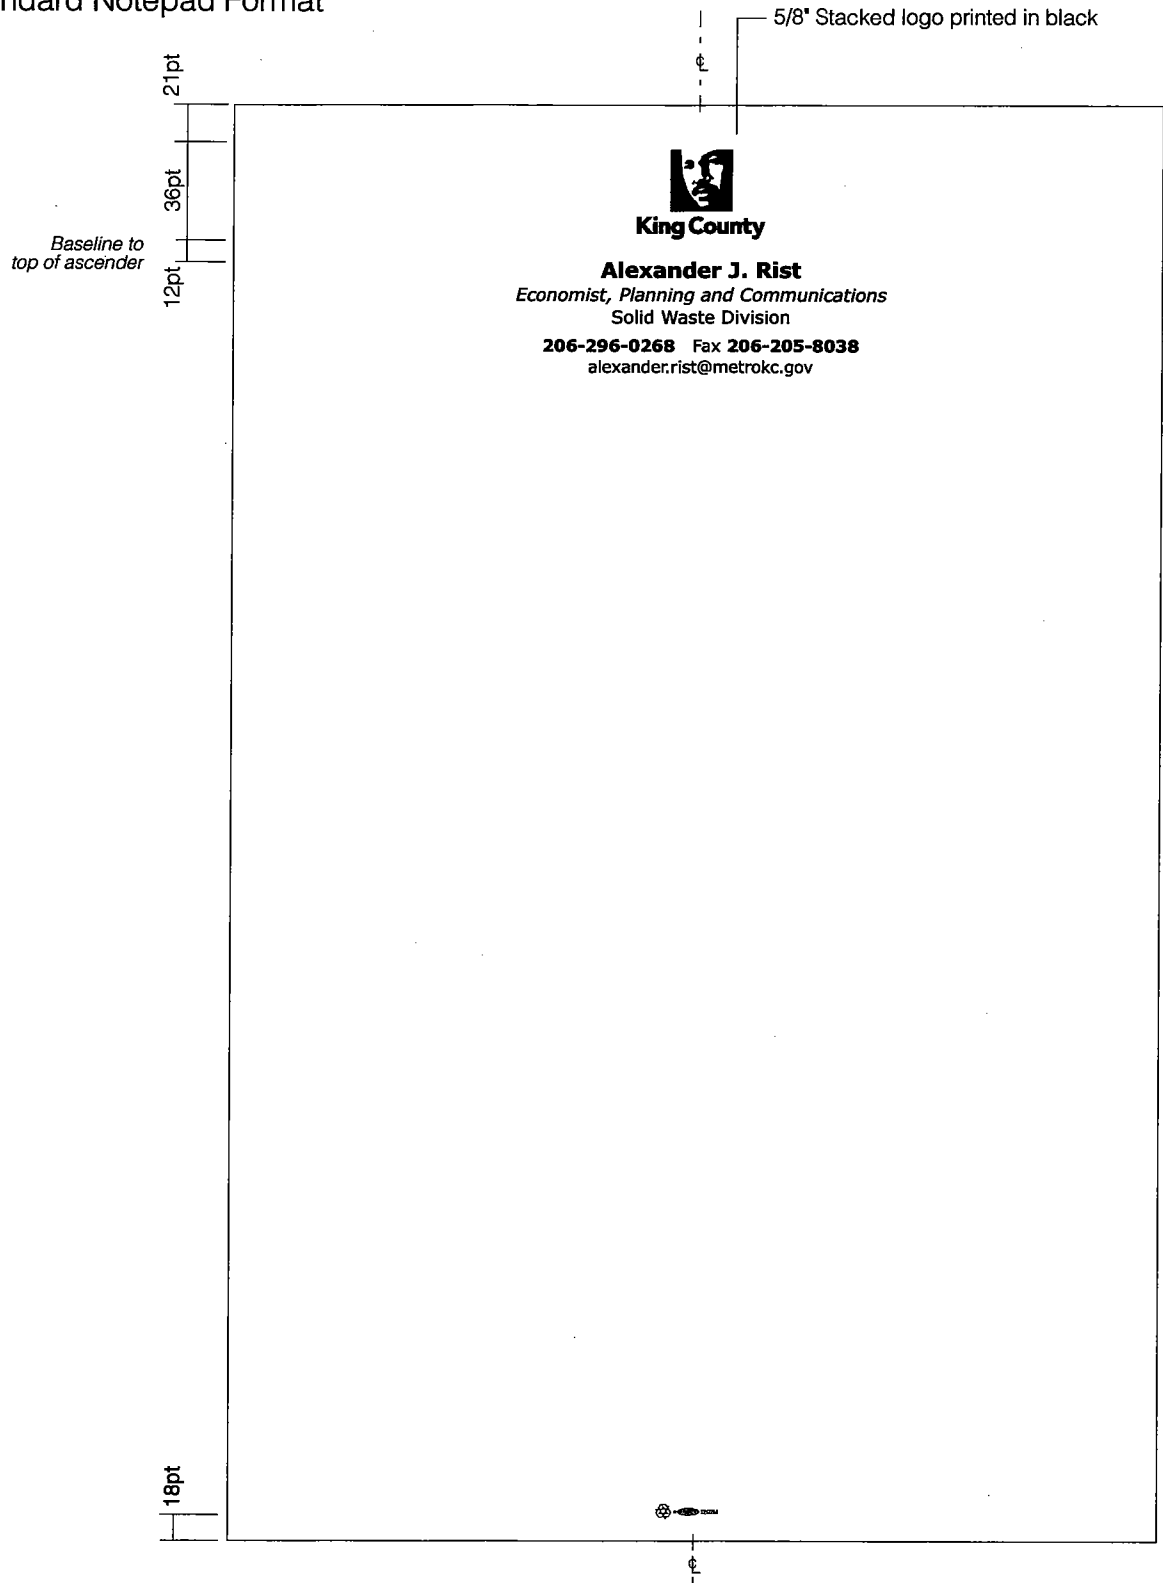 Notepad Format
5/8" Stacked logo printed in black
21pt
36pt
Baseline to
top of ascender
12pt
King County
Alexander J. Rist
Economist, Planning and Communications
Solid Waste Division
206-296-0268 Fax 206-205-8038
alexander.rist@metrokc.gov
18pt